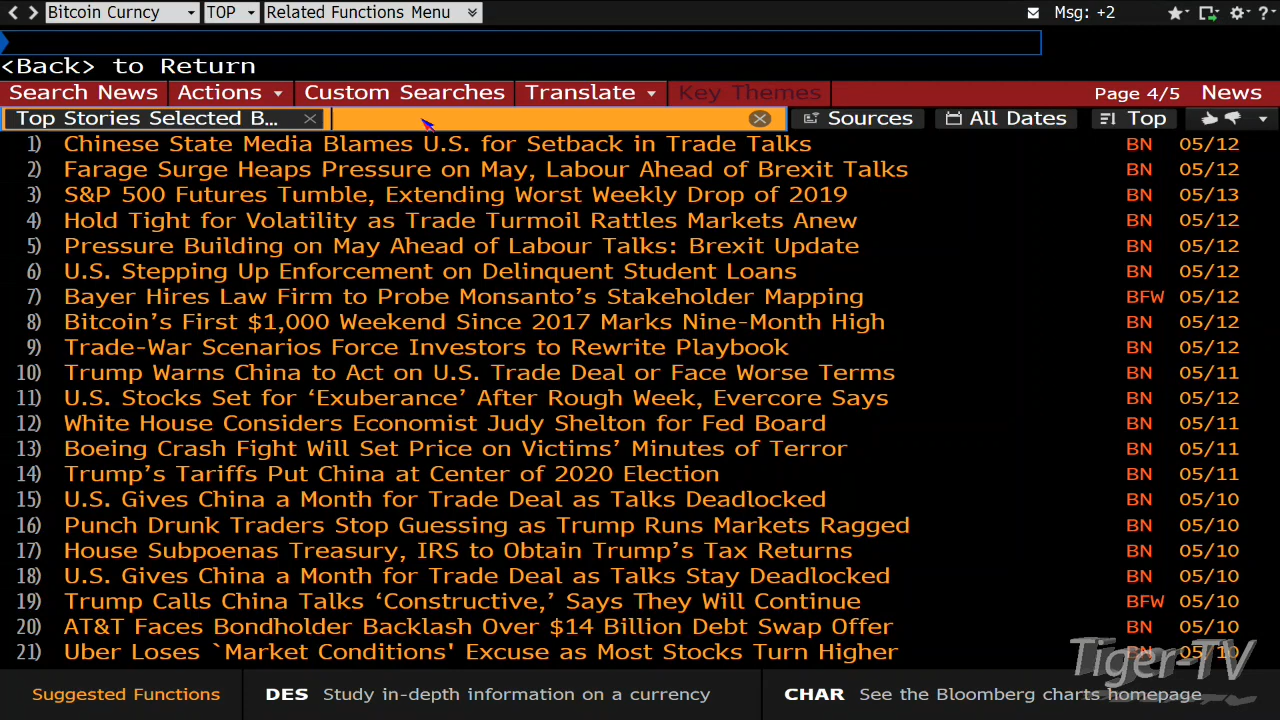 Bitcoin Curncy TOP Related Functions Menu Msg: +2 ?
<Back> to Return
Search News Actions Custom Searches Translate Key Themes Page 4/5 News
Top Stories Selected B... Sources All Dates Top
1) Chinese State Media Blames U.S. for Setback in Trade Talks BN 05/12
2) Farage Surge Heaps Pressure on May, Labour Ahead of Brexit Talks BN 05/12
3) S&P 500 Futures Tumble, Extending Worst Weekly Drop of 2019 BN 05/13
4) Hold Tight for Volatility as Trade Turmoil Rattles Markets Anew BN 05/12
5) Pressure Building on May Ahead of Labour Talks: Brexit Update BN 05/12
6) U.S. Stepping Up Enforcement on Delinquent Student Loans BN 05/12
7) Bayer Hires Law Firm to Probe Monsanto’s Stakeholder Mapping BFW 05/12
8) Bitcoin’s First $1,000 Weekend Since 2017 Marks Nine-Month High BN 05/12
9) Trade-War Scenarios Force Investors to Rewrite Playbook BN 05/12
10) Trump Warns China to Act on U.S. Trade Deal or Face Worse Terms BN 05/11
11) U.S. Stocks Set for ‘Exuberance’ After Rough Week, Evercore Says BN 05/12
12) White House Considers Economist Judy Shelton for Fed Board BN 05/11
13) Boeing Crash Fight Will Set Price on Victims’ Minutes of Terror BN 05/11
14) Trump’s Tariffs Put China at Center of 2020 Election BN 05/11
15) U.S. Gives China a Month for Trade Deal as Talks Deadlocked BN 05/10
16) Punch Drunk Traders Stop Guessing as Trump Runs Markets Ragged BN 05/10
17) House Subpoenas Treasury, IRS to Obtain Trump’s Tax Returns BN 05/10
18) U.S. Gives China a Month for Trade Deal as Talks Stay Deadlocked BN 05/10
19) Trump Calls China Talks ‘Constructive,’ Says They Will Continue BFW 05/10
20) AT&T Faces Bondholder Backlash Over $14 Billion Debt Swap Offer BN 05/10
21) Uber Loses `Market Conditions' Excuse as Most Stocks Turn Higher BN 05/10
Tiger-TV
Suggested Functions DES Study in-depth information on a currency CHAR See the Bloomberg charts homepage